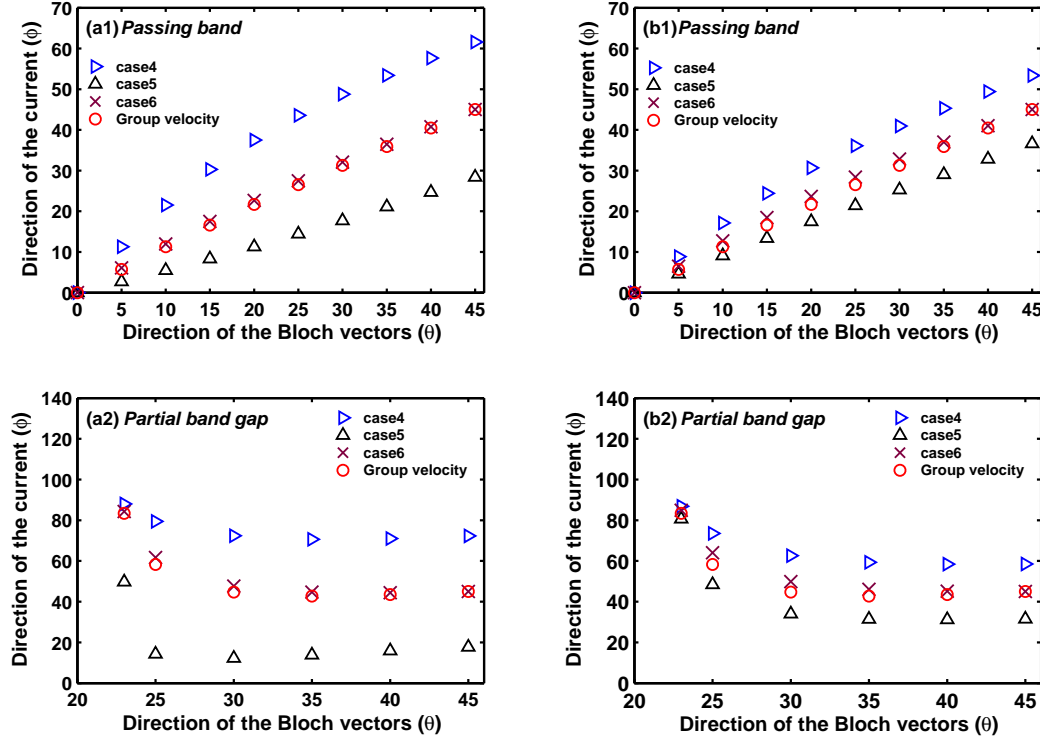 (a1) Passing band
case4
case5
case6
Group velocity
Direction of the current (ϕ)
70
60
50
40
30
20
10
0
0 5 10 15 20 25 30 35 40 45
Direction of the Bloch vectors (θ)
(b1) Passing band
case4
case5
case6
Group velocity
Direction of the current (ϕ)
70
60
50
40
30
20
10
0
0 5 10 15 20 25 30 35 40 45
Direction of the Bloch vectors (θ)
(a2) Partial band gap
case4
case5
case6
Group velocity
Direction of the current (ϕ)
140
120
100
80
60
40
20
0
20 25 30 35 40 45
Direction of the Bloch vectors (θ)
(b2) Partial band gap
case4
case5
case6
Group velocity
Direction of the current (ϕ)
140
120
100
80
60
40
20
0
20 25 30 35 40 45
Direction of the Bloch vectors (θ)